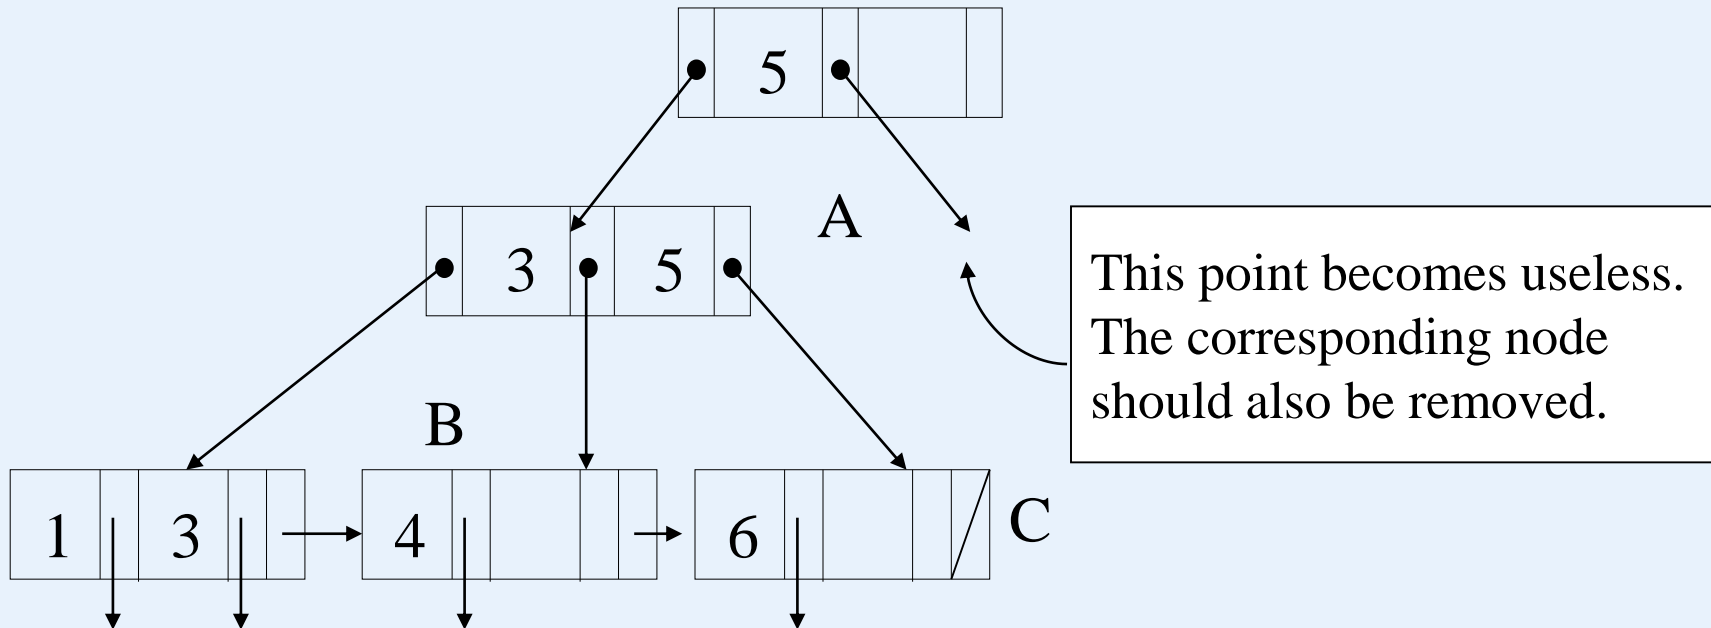 5
A
3 5
This point becomes useless.
The corresponding node
should also be removed.
B
1 3 4 6 C